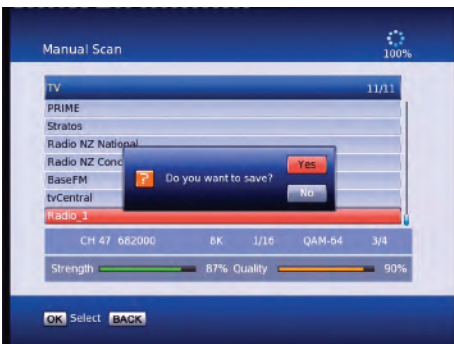 Manual Scan
100%
TV 11/11
PRIME
Stratos
Radio NZ National
Radio NZ Conc
BaseFM
tvCentral
Radio_1
? Do you want to save?
Yes
No
CH 47 682000 8K 1/16 QAM-64 3/4
Strength 87% Quality 90%
OK Select BACK